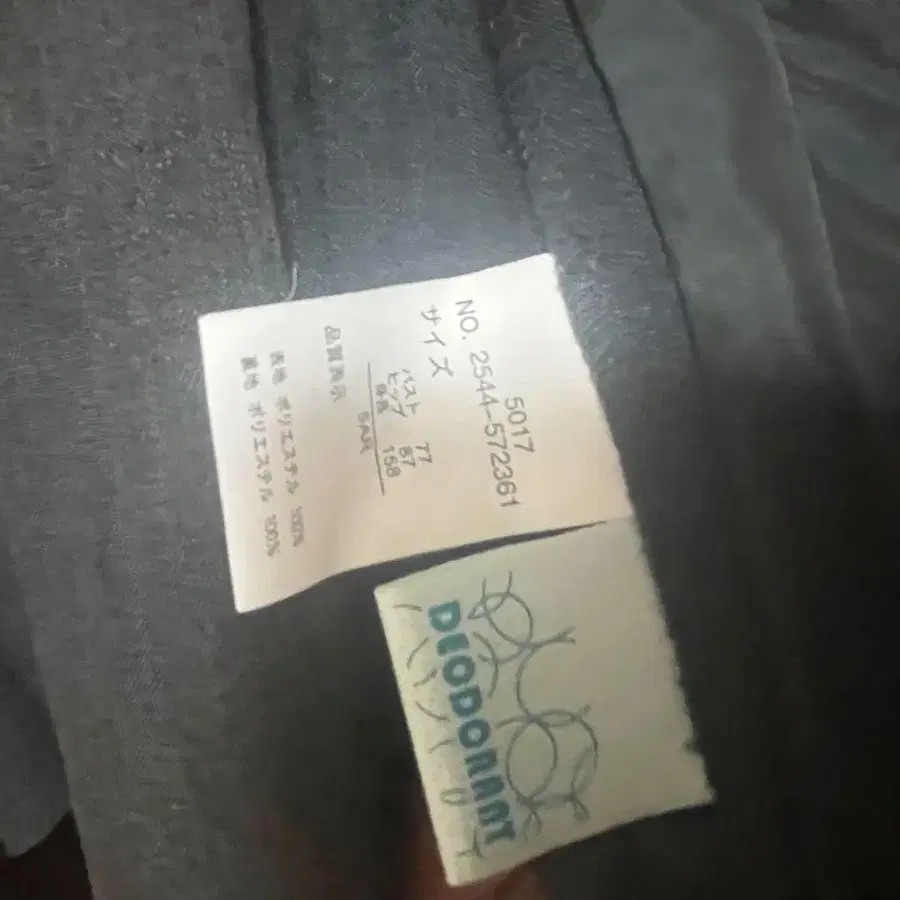 5017
NO. 2544-572361
サイズ
バスト 77
ヒップ 87
身長 158
5AR
品質表示
表地 ポリエステル 100%
裏地 ポリエステル 100%
DEODORANT